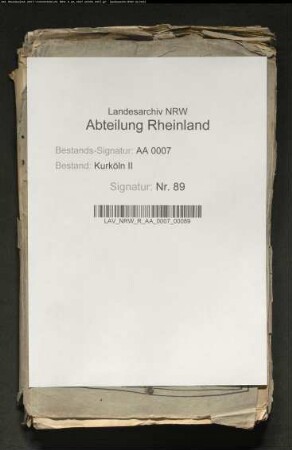 Landesarchiv NRW
Abteilung Rheinland
Bestands-Signatur: AA 0007
Bestand: Kurköln II
Signatur: Nr. 89
LAV_NRW_R_AA_0007_00089